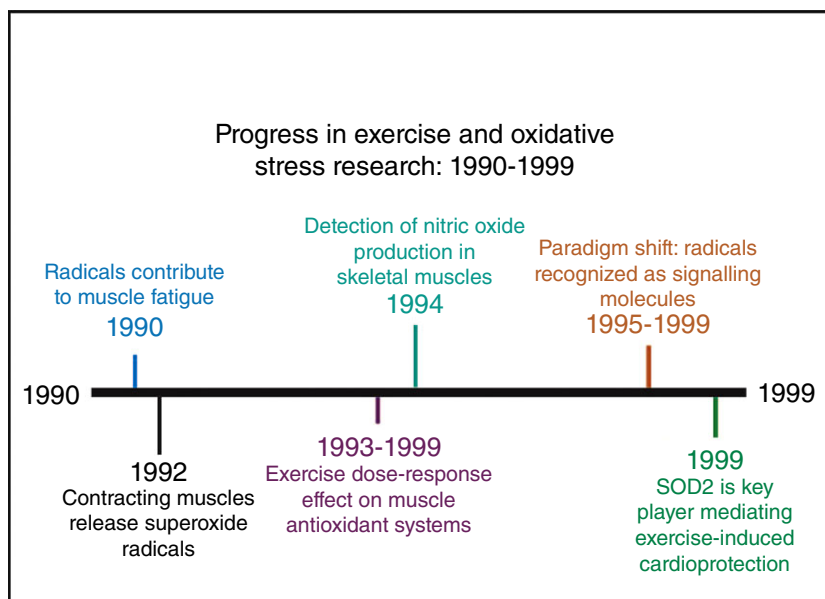 Progress in exercise and oxidative
stress research: 1990-1999
Radicals contribute
to muscle fatigue
1990
Detection of nitric oxide
production in
skeletal muscles
1994
Paradigm shift: radicals
recognized as signalling
molecules
1995-1999
1990
1999
1992
Contracting muscles
release superoxide
radicals
1993-1999
Exercise dose-response
effect on muscle
antioxidant systems
1999
SOD2 is key
player mediating
exercise-induced
cardioprotection